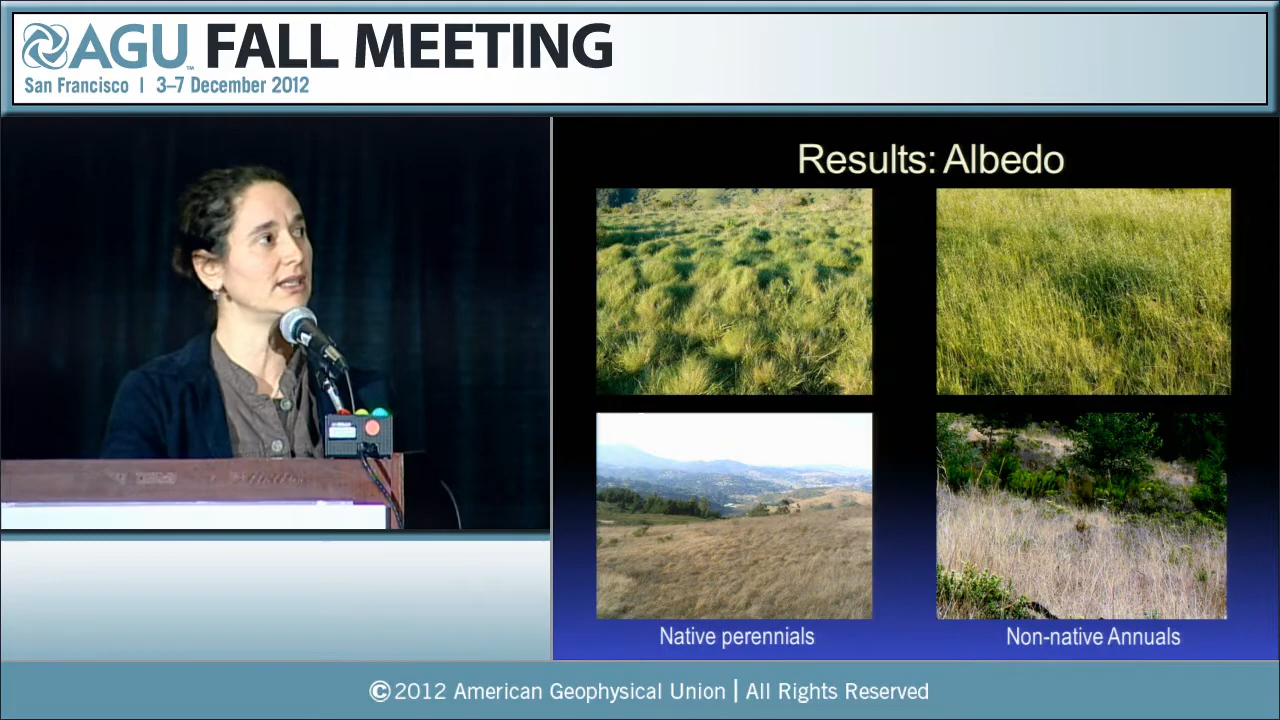 AGU™ FALL MEETING
San Francisco | 3–7 December 2012
Results: Albedo
Native perennials
Non-native Annuals
© 2012 American Geophysical Union | All Rights Reserved